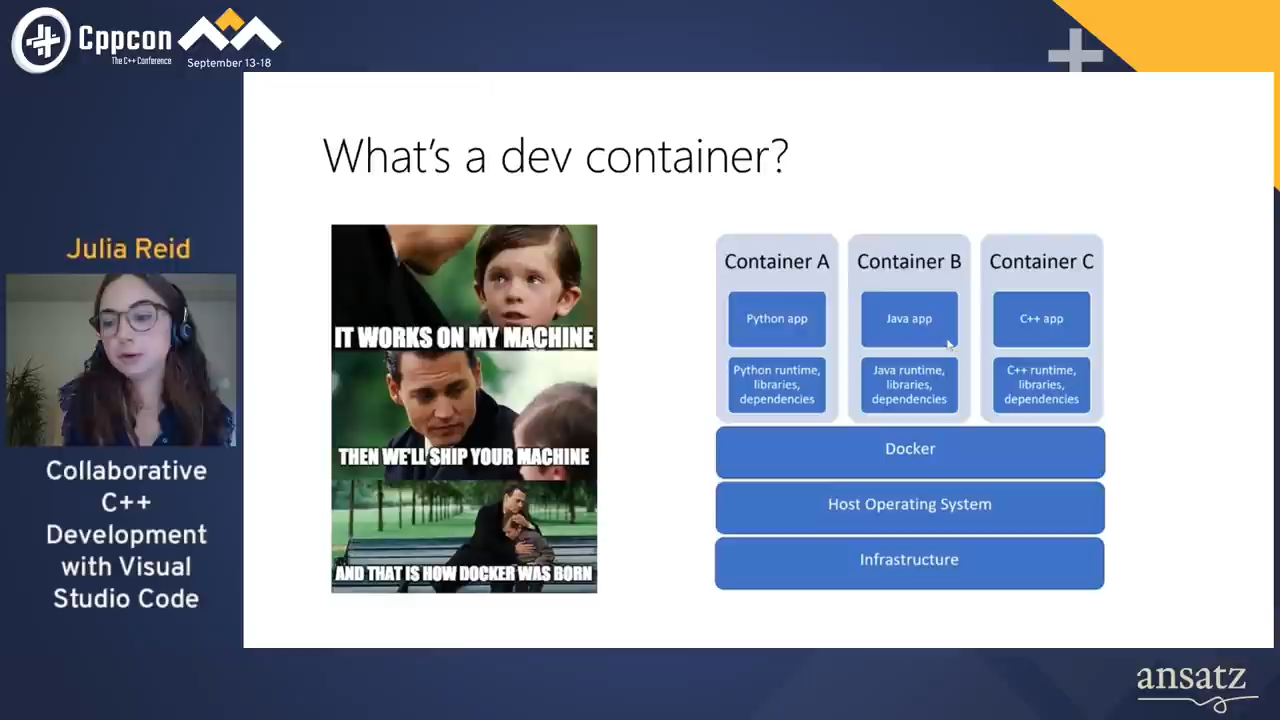 Cppcon
The C++ Conference
September 13-18
What's a dev container?
Julia Reid
Collaborative
C++
Development
with Visual
Studio Code
IT WORKS ON MY MACHINE
THEN WE'LL SHIP YOUR MACHINE
AND THAT IS HOW DOCKER WAS BORN
Container A
Python app
Python runtime,
libraries,
dependencies
Container B
Java app
Java runtime,
libraries,
dependencies
Container C
C++ app
C++ runtime,
libraries,
dependencies
Docker
Host Operating System
Infrastructure
ansatz